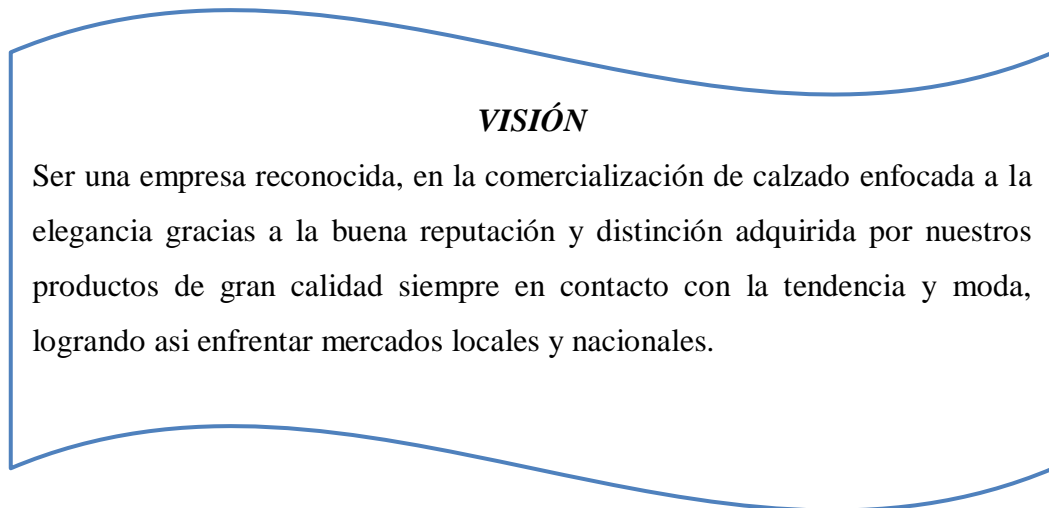 VISIÓN
Ser una empresa reconocida, en la comercialización de calzado enfocada a la
elegancia gracias a la buena reputación y distinción adquirida por nuestros
productos de gran calidad siempre en contacto con la tendencia y moda,
logrando asi enfrentar mercados locales y nacionales.